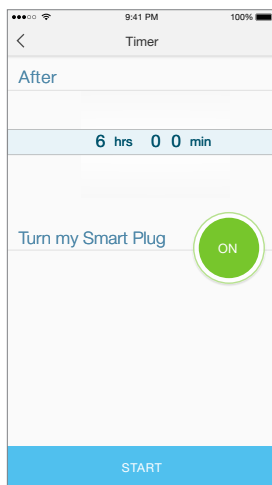 9:41 PM 100%
Timer
After
6 hrs 0 0 min
Turn my Smart Plug
ON
START